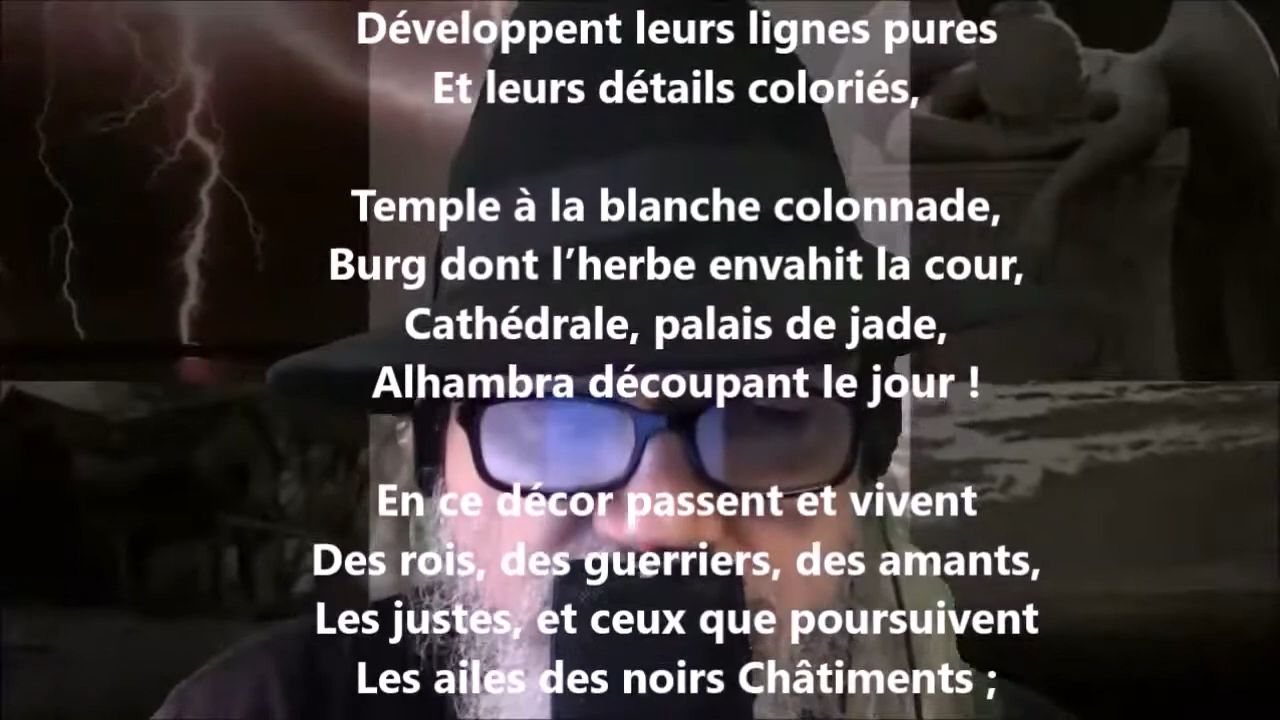 Développent leurs lignes pures
Et leurs détails coloriés,
Temple à la blanche colonnade,
Burg dont l’herbe envahit la cour,
Cathédrale, palais de jade,
Alhambra découpant le jour !
En ce décor passent et vivent
Des rois, des guerriers, des amants,
Les justes, et ceux que poursuivent
Les ailes des noirs Châtiments ;